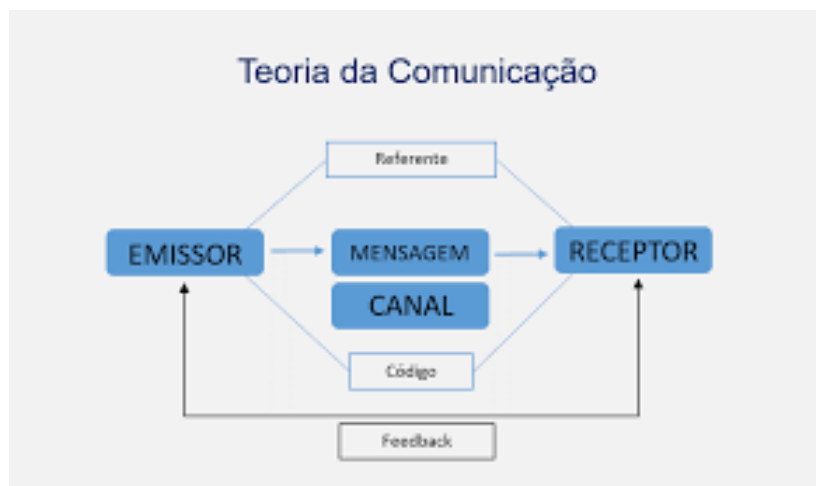 Teoria da Comunicação
Referente
EMISSOR
MENSAGEM
RECEPTOR
CANAL
Código
Feedback